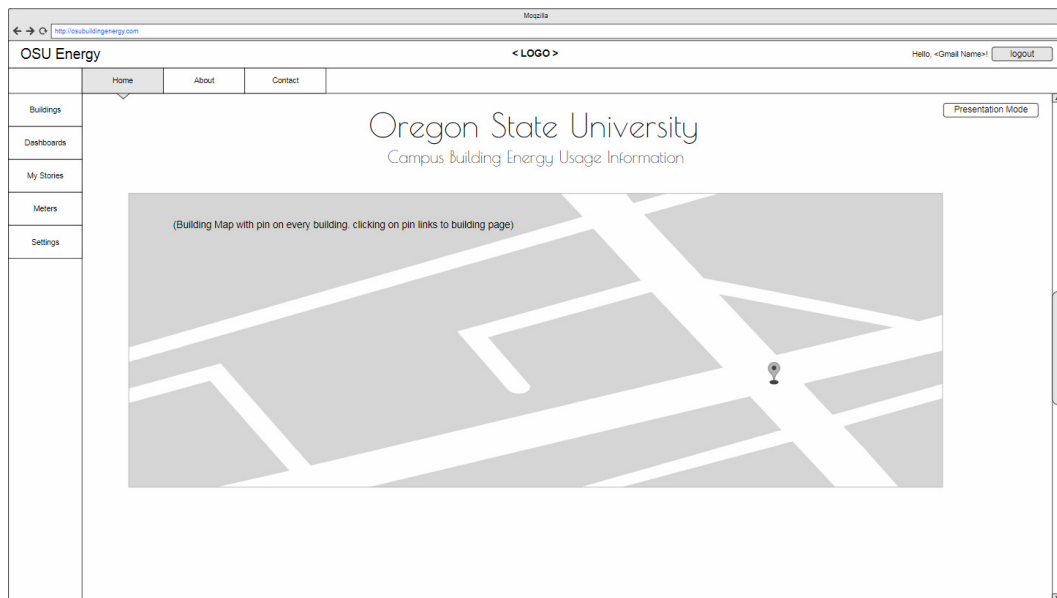 Moqzilla
http://osubuildingenergy.com
OSU Energy
< LOGO >
Hello, <Gmail Name>!
logout
Home
About
Contact
Buildings
Dashboards
My Stories
Meters
Settings
Presentation Mode
Oregon State University
Campus Building Energy Usage Information
(Building Map with pin on every building. clicking on pin links to building page)